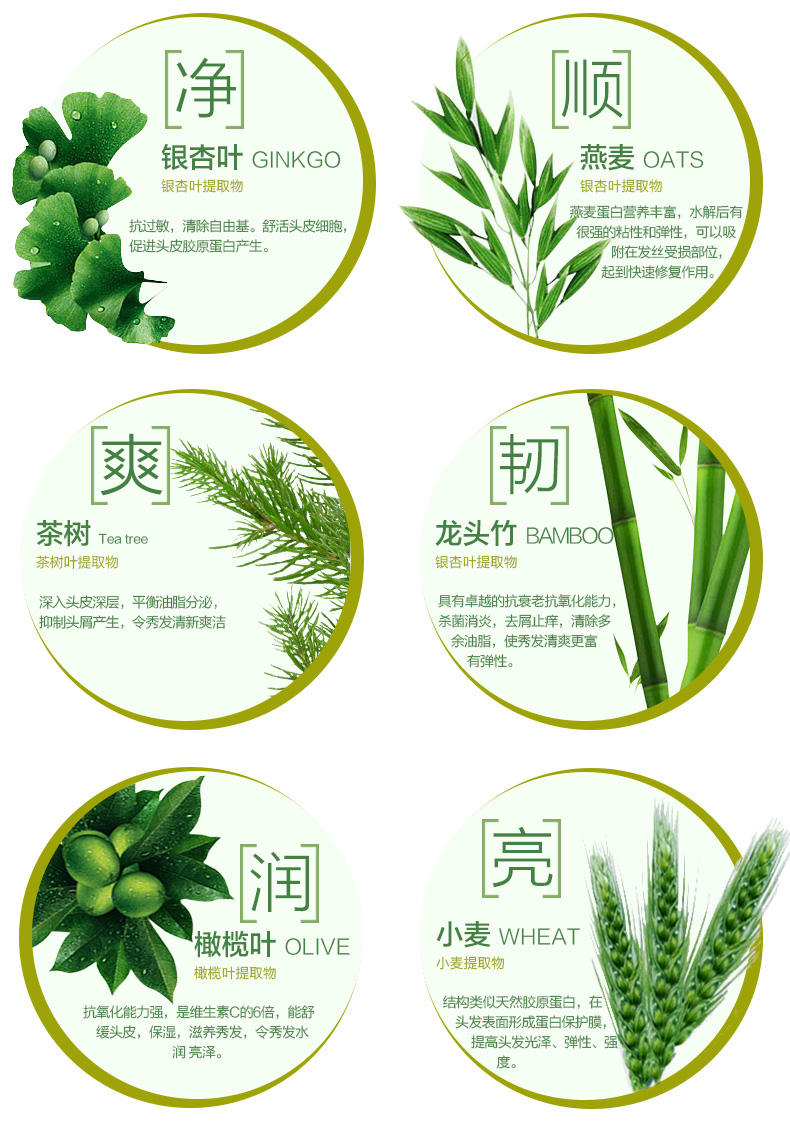 [净]
银杏叶 GINKGO
银杏叶提取物
抗过敏，清除自由基。舒活头皮细胞，
促进头皮胶原蛋白产生。
[顺]
燕麦 OATS
银杏叶提取物
燕麦蛋白营养丰富，水解后有
很强的粘性和弹性，可以吸
附在发丝受损部位，
起到快速修复作用。
[爽]
茶树 Tea tree
茶树叶提取物
深入头皮深层，平衡油脂分泌，
抑制头屑产生，令秀发清新爽洁
[韧]
龙头竹 BAMBOO
银杏叶提取物
具有卓越的抗衰老抗氧化能力，
杀菌消炎，去屑止痒，清除多
余油脂，使秀发清爽更富
有弹性。
[润]
橄榄叶 OLIVE
橄榄叶提取物
抗氧化能力强，是维生素C的6倍，能舒
缓头皮，保湿，滋养秀发，令秀发水
润 亮泽。
[亮]
小麦 WHEAT
小麦提取物
结构类似天然胶原蛋白，在
头发表面形成蛋白保护膜，
提高头发光泽、弹性、强
度。